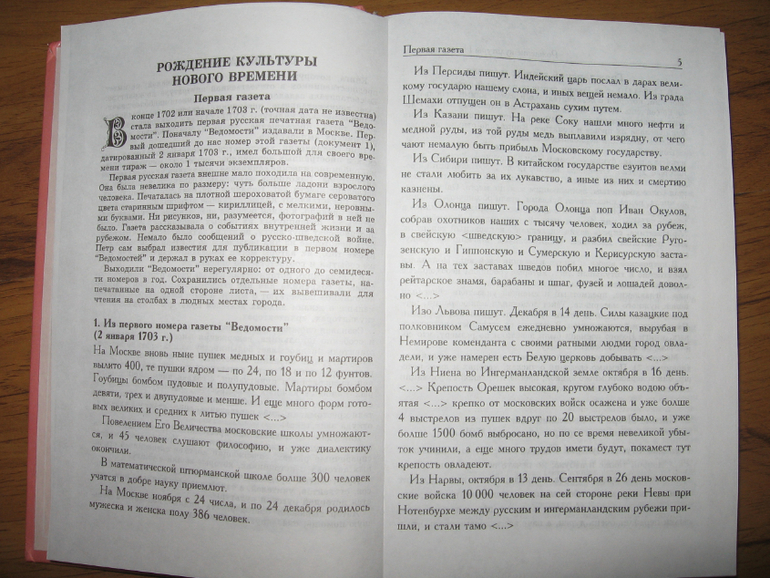 РОЖДЕНИЕ КУЛЬТУРЫ
НОВОГО ВРЕМЕНИ
Первая газета
В конце 1702 или начале 1703 г. (точная дата не известна)
стала выходить первая русская печатная газета "Ведо-
мости". Поначалу "Ведомости" издавали в Москве. Пер-
вый дошедший до нас номер этой газеты (документ 1),
датированный 2 января 1703 г., имел большой для своего вре-
мени тираж — около 1 тысячи экземпляров.
Первая русская газета внешне мало походила на современную.
Она была невелика по размеру: чуть больше ладони взрослого
человека. Печаталась на плотной шероховатой бумаге сероватого
цвета старинным шрифтом — кириллицей, с мелкими, неровны-
ными буквами. Ни рисунков, ни, разумеется, фотографий в ней не
было. Газета рассказывала о событиях внутренней жизни и за
рубежом. Немало было сообщений о русско-шведской войне.
Петр сам выбрал известия для публикации в первом номере
"Ведомостей" и держал в руках ее корректуру.
Выходили "Ведомости" нерегулярно: от одного до семидеся-
ти номеров в год. Сохранились отдельные номера газеты, на-
печатанные на одной стороне листа, — их вывешивали для
чтения на столбах в людных местах города.
1. Из первого номера газеты "Ведомости"
(2 января 1703 г.)
На Москве вновь ныне пушек медных и гоубиц и мартиров
вылито 400, те пушки ядром — по 24, по 18 и по 12 фунтов.
Гоубицы бомбом пудовые и полупудовые. Мартиры бомбом
девяти, трех и двупудовые и менше. И еще много форм гото-
вых великих и средних к литью пушек <...>
Повелением Его Величества московские школы умножают-
ся, и 45 человек слушают философию, и уже диалектику
окончили.
В математической штюрманской школе болше 300 человек
учатся в добре науку приемлют.
На Москве ноября с 24 числа, и по 24 декабря родилось
мужеска и женска полу 386 человек.
Первая газета
5
Из Персиды пишут. Индейский царь послал в дарах вели-
кому государю нашему слона, и иных вещей немало. Из града
Шемахи отпущен он в Астрахань сухим путем.
Из Казани пишут. На реке Соку нашли много нефти и
медной руды, из той руды медь выплавили изрядну, от чего
чают немалую быть прибыль Московскому государству.
Из Сибири пишут. В китайском государстве езуитов велми
не стали любить за их лукавство, а иные из них и смертию
казнены.
Из Олонца пишут. Города Олонца поп Иван Окулов,
собрав охотников наших с тысячу человек, ходил за рубеж,
в свейскую <шведскую> границу, и разбил свейские Руго-
зенскую и Гиппонскую и Сумерскую и Керисурскую заста-
вы. А на тех заставах шведов побил многое число, и взял
рейтарское знамя, барабаны и шпаг, фузей и лошадей довол-
но <...>
Изо Львова пишут. Декабря в 14 день. Силы казацкие под
полковником Самусем ежедневно умножаются, вырубая в
Немирове коменданта с своими ратными людми город овла-
дели, и уже намерен есть Белую церковь добывать <...>
Из Ниена во Ингерманландской земле октября в 16 день.
<...> Крепость Орешек высокая, кругом глубоко водою объ-
ятая <...> крепко от московских войск осажена и уже болше
4 выстрелов из пушек вдруг по 20 выстрелов было, и уже
болше 1500 бомб выбросано, но по се время невеликой убы-
ток учинили, а еще много трудов имети будут, покамест тут
крепость овладеют.
Из Нарвы, октября в 13 день. Сентября в 26 день москов-
ские войска 10 000 человек на сей стороне реки Невы при
Нотенбурхе между русским и ингерманландским рубежи при-
шли, и стали тамо <...>